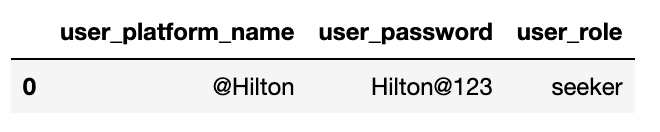 user_platform_name user_password user_role
0 @Hilton Hilton@123 seeker